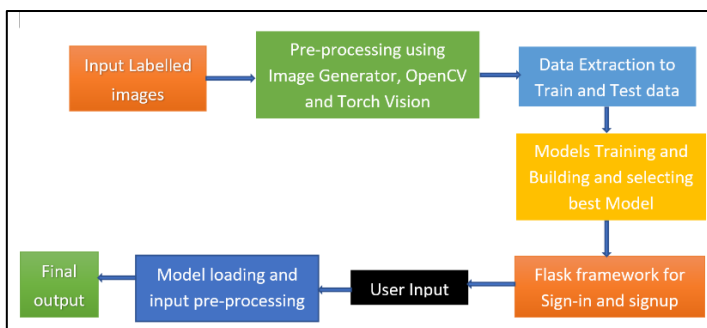 Input Labelled
images
Pre-processing using
Image Generator, OpenCV
and Torch Vision
Data Extraction to
Train and Test data
Models Training and
Building and selecting
best Model
Flask framework for
Sign-in and signup
User Input
Model loading and
input pre-processing
Final
output